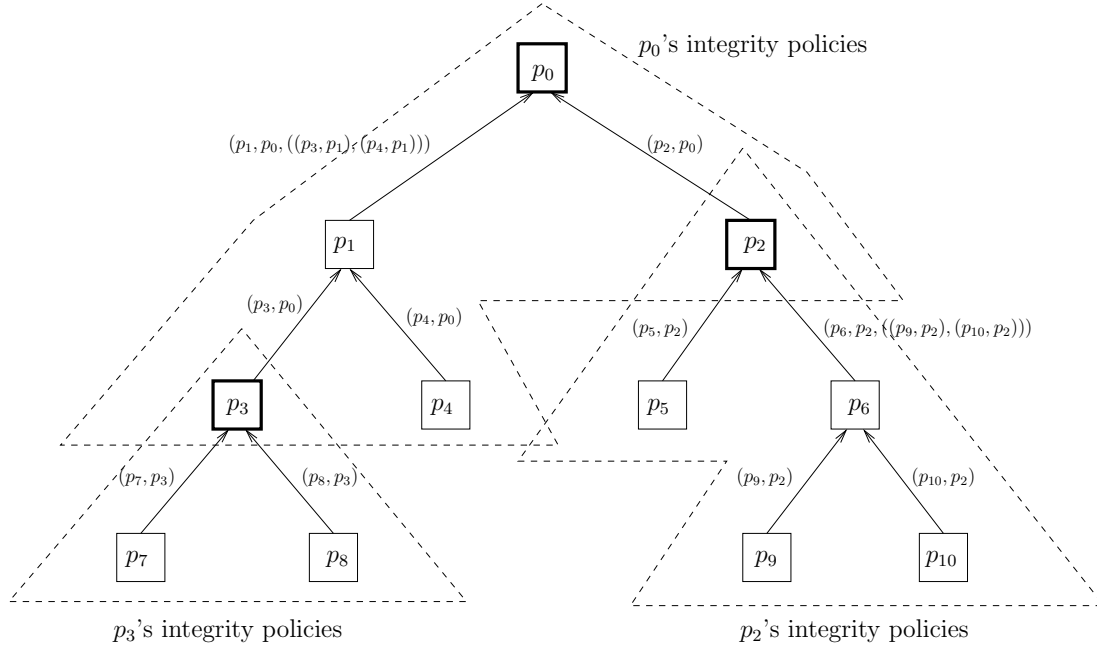 p₀'s integrity policies
p₀
(p₁, p₀, ((p₃, p₁), (p₄, p₁)))
(p₂, p₀)
p₁
p₂
(p₃, p₀)
(p₄, p₀)
(p₅, p₂)
(p₆, p₂, ((p₉, p₂), (p₁₀, p₂)))
p₃
p₄
p₅
p₆
(p₇, p₃)
(p₈, p₃)
(p₉, p₂)
(p₁₀, p₂)
p₇
p₈
p₉
p₁₀
p₃'s integrity policies
p₂'s integrity policies